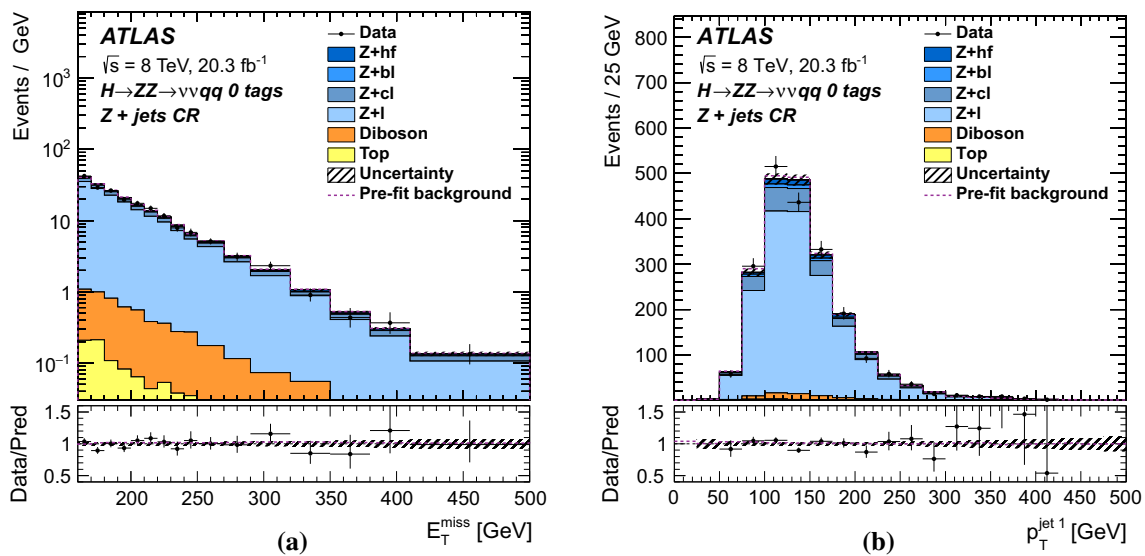 Events / GeV
10³
10²
10
1
10⁻¹
ATLAS
√s = 8 TeV, 20.3 fb⁻¹
H→ZZ→ννqq 0 tags
Z + jets CR
Data
Z+hf
Z+bl
Z+cl
Z+l
Diboson
Top
Uncertainty
Pre-fit background
Data/Pred
1.5
1
0.5
200 250 300 350 400 450 500
E_T^miss [GeV]
(a)
Events / 25 GeV
800
700
600
500
400
300
200
100
ATLAS
√s = 8 TeV, 20.3 fb⁻¹
H→ZZ→ννqq 0 tags
Z + jets CR
Data
Z+hf
Z+bl
Z+cl
Z+l
Diboson
Top
Uncertainty
Pre-fit background
Data/Pred
1.5
1
0.5
0 50 100 150 200 250 300 350 400 450 500
p_T^jet 1 [GeV]
(b)